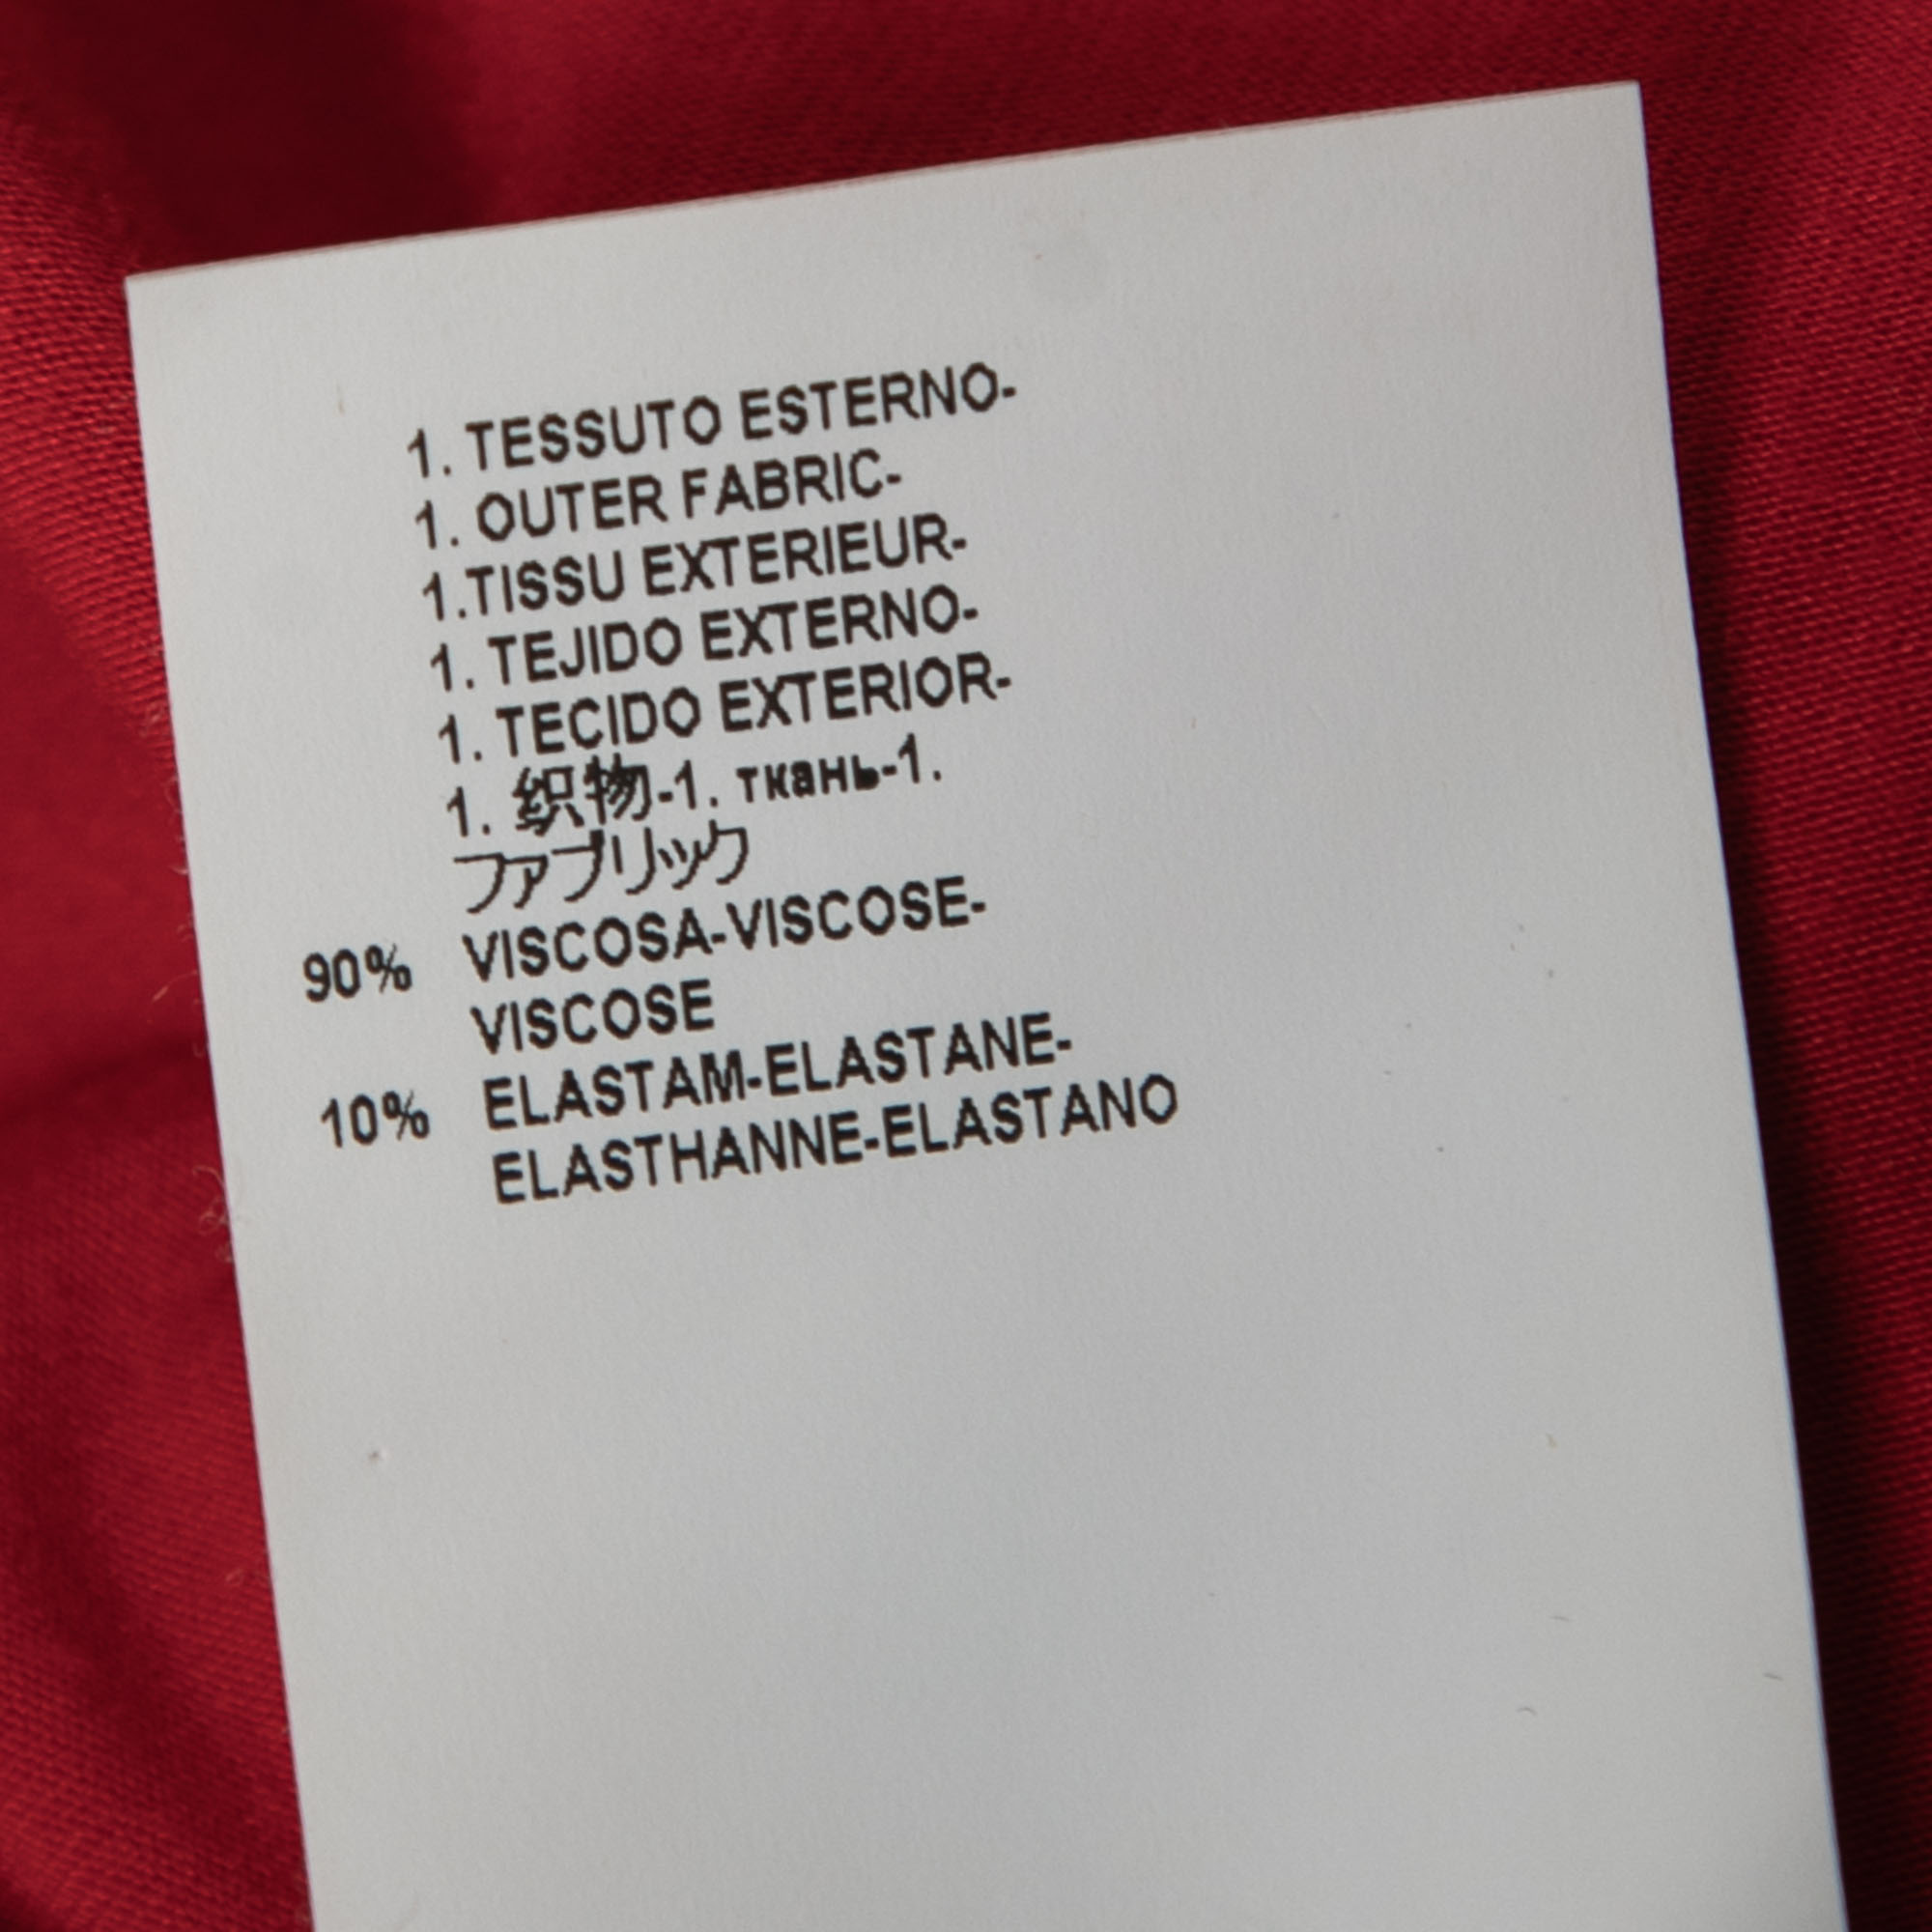 1. TESSUTO ESTERNO-
1. OUTER FABRIC-
1.TISSU EXTERIEUR-
1. TEJIDO EXTERNO-
1. TECIDO EXTERIOR-
1. 织物-1. ткань-1.
ファブリック
90% VISCOSA-VISCOSE-
VISCOSE
10% ELASTAM-ELASTANE-
ELASTHANNE-ELASTANO